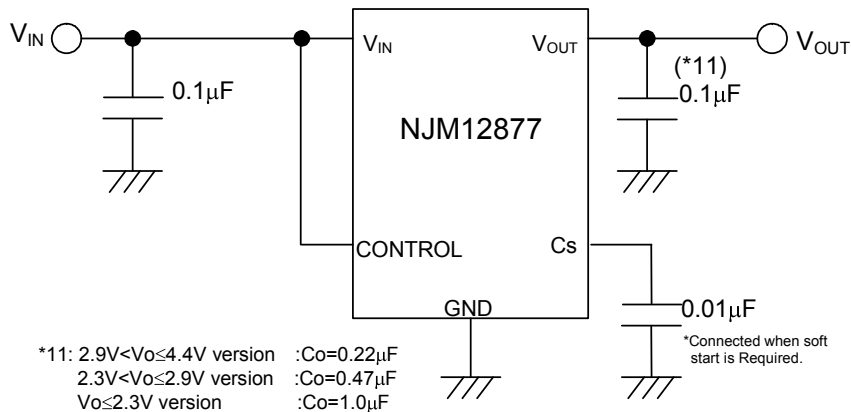 VIN
VIN
VOUT
VOUT
(*11)
0.1μF
0.1μF
NJM12877
CONTROL
Cs
GND
0.01μF
*Connected when soft
start is Required.
*11: 2.9V<Vo≤4.4V version :Co=0.22μF
2.3V<Vo≤2.9V version :Co=0.47μF
Vo≤2.3V version :Co=1.0μF